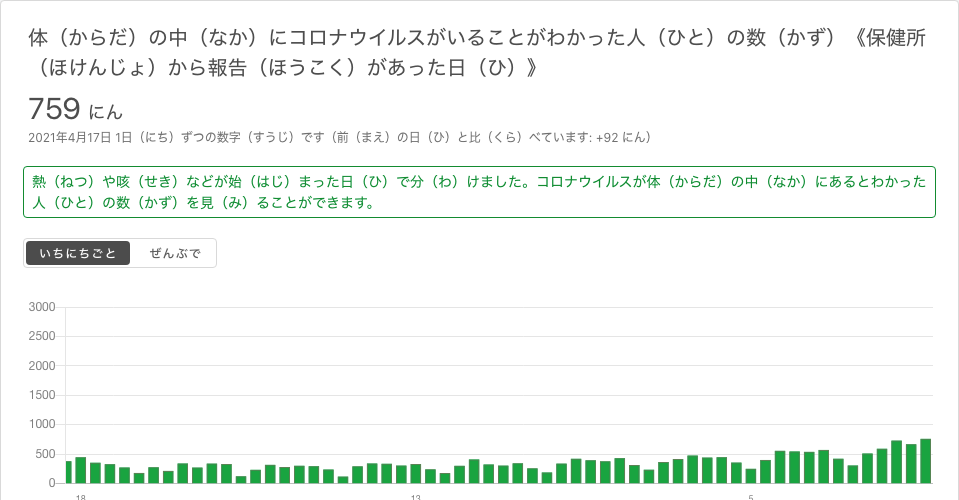 体（からだ）の中（なか）にコロナウイルスがいることがわかった人（ひと）の数（かず）《保健所
（ほけんじょ）から報告（ほうこく）があった日（ひ）》
759 にん
2021年4月17日 1日（にち）ずつの数字（すうじ）です（前（まえ）の日（ひ）と比（くら）べています: +92 にん）
熱（ねつ）や咳（せき）などが始（はじ）まった日（ひ）で分（わ）けました。コロナウイルスが体（からだ）の中（なか）にあるとわかった
人（ひと）の数（かず）を見（み）ることができます。
いちにちごと ぜんぶで
3000
2500
2000
1500
1000
500
0
18 13 5